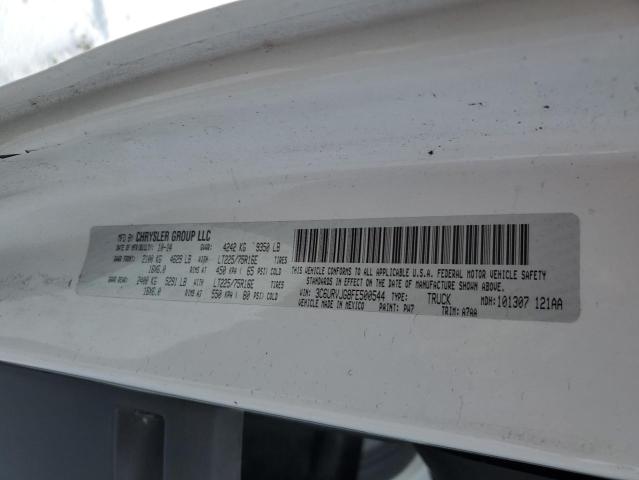 MFD BY: CHRYSLER GROUP LLC
DATE OF MFR: 10-14 GVWR: 4242 KG 9350 LB
GAWR FRONT: 2100 KG 4629 LB WITH LT225/75R16E TIRES
16X6.0 RIMS AT 450 KPA / 65 PSI COLD
GAWR REAR: 2400 KG 5291 LB WITH LT225/75R16E TIRES
16X6.0 RIMS AT 550 KPA / 80 PSI COLD
THIS VEHICLE CONFORMS TO ALL APPLICABLE U.S.A. FEDERAL MOTOR VEHICLE SAFETY
STANDARDS IN EFFECT ON THE DATE OF MANUFACTURE SHOWN ABOVE.
VIN: 3C6URVJG8FE500544 TYPE: TRUCK MDH: 101307 121AA
VEHICLE MADE IN MEXICO PAINT: PW7 TRIM: A7AA